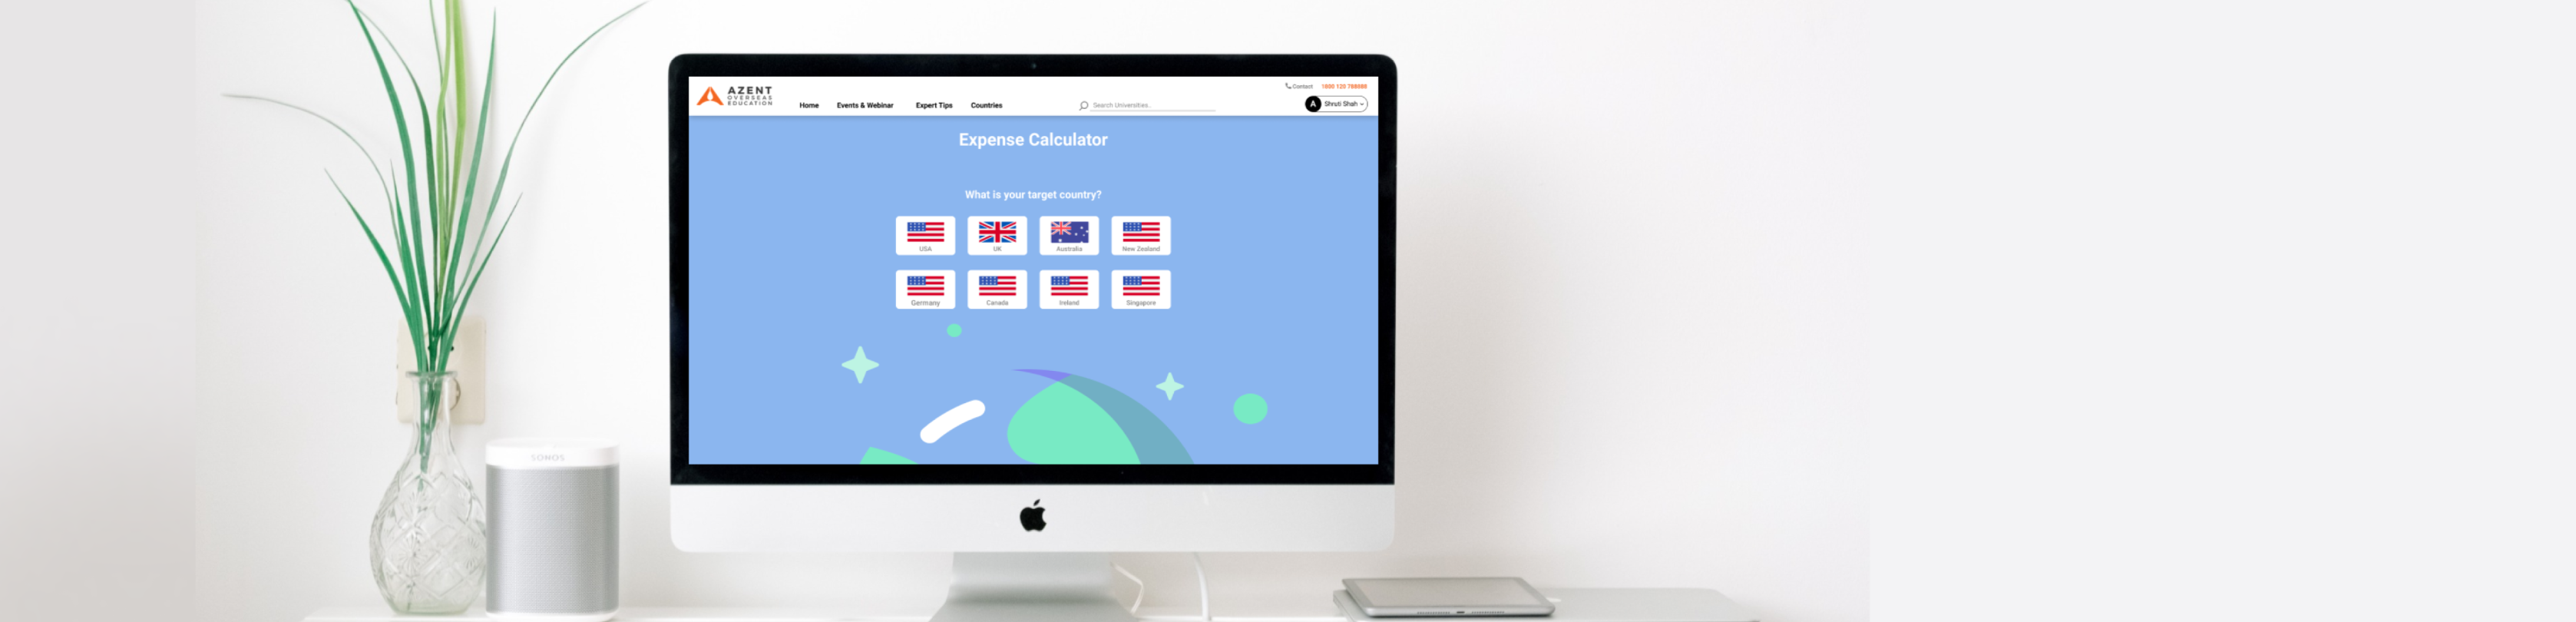 AZENT
OVERSEAS
EDUCATION
Home Events & Webinar Expert Tips Countries
Search Universities..
Contact 1800 120 788088
A Shruti Shah
Expense Calculator
What is your target country?
USA UK Australia New Zealand
Germany Canada Ireland Singapore
SONOS